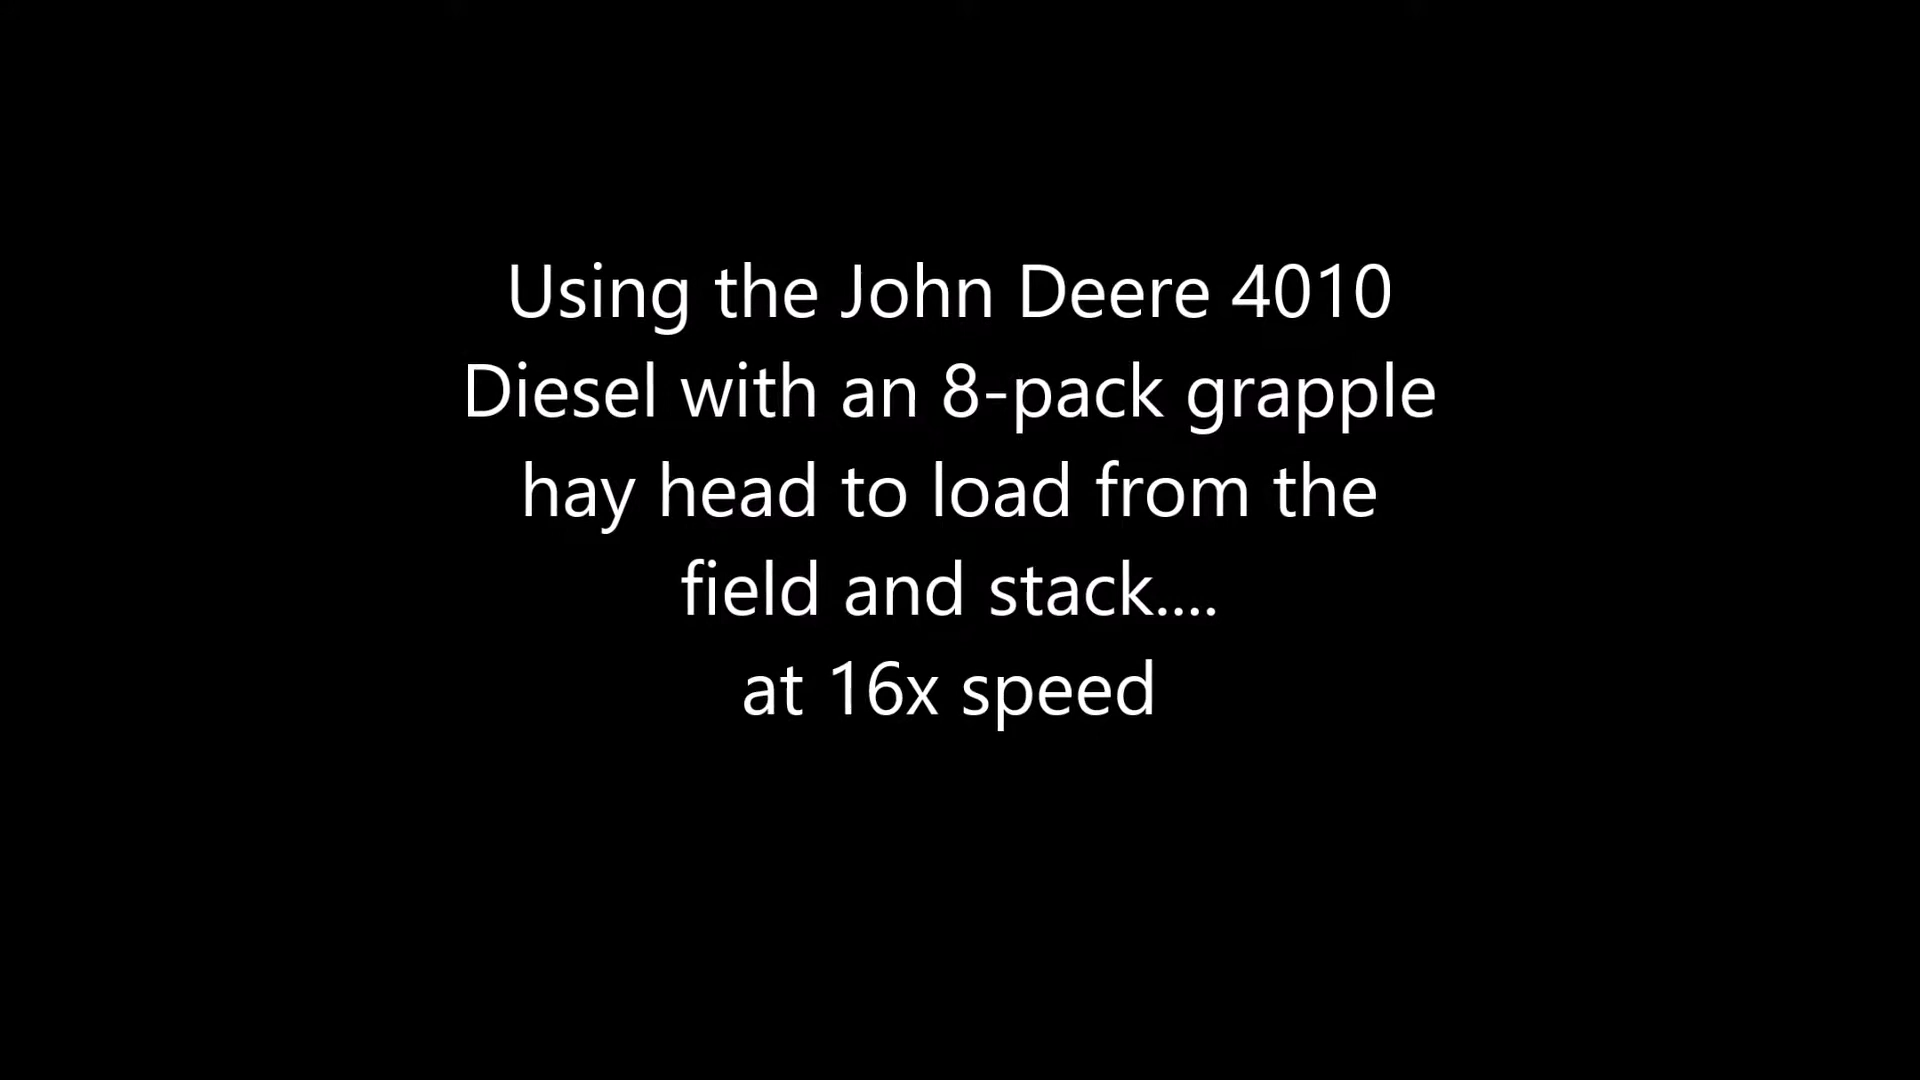 Using the John Deere 4010
Diesel with an 8-pack grapple
hay head to load from the
field and stack....
at 16x speed